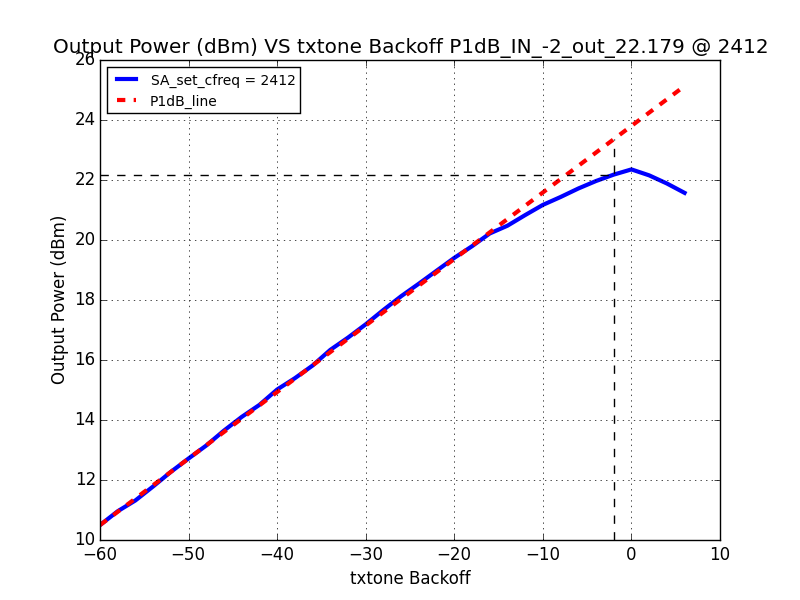 Output Power (dBm) VS txtone Backoff P1dB_IN_-2_out_22.179 @ 2412
SA_set_cfreq = 2412
P1dB_line
Output Power (dBm)
26
24
22
20
18
16
14
12
10
−60 −50 −40 −30 −20 −10 0 10
txtone Backoff